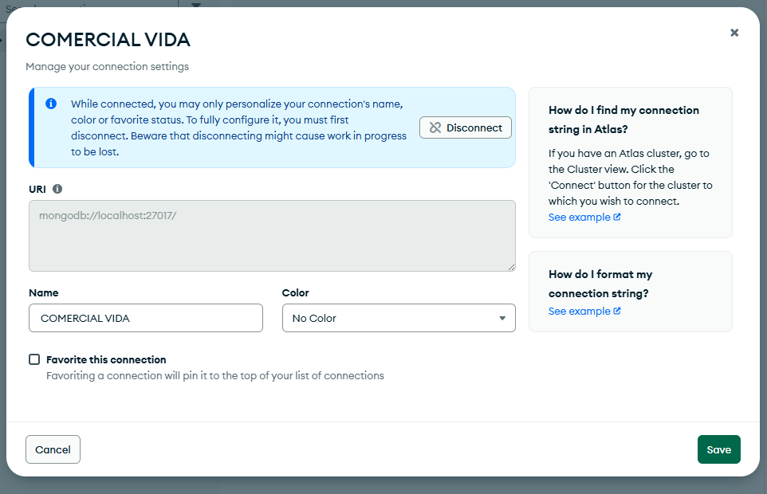 COMERCIAL VIDA
Manage your connection settings
While connected, you may only personalize your connection's name,
color or favorite status. To fully configure it, you must first
disconnect. Beware that disconnecting might cause work in progress
to be lost.
Disconnect
URI
mongodb://localhost:27017/
Name
Color
COMERCIAL VIDA
No Color
Favorite this connection
Favoriting a connection will pin it to the top of your list of connections
How do I find my connection
string in Atlas?
If you have an Atlas cluster, go to
the Cluster view. Click the
'Connect' button for the cluster to
which you wish to connect.
See example
How do I format my
connection string?
See example
Cancel
Save